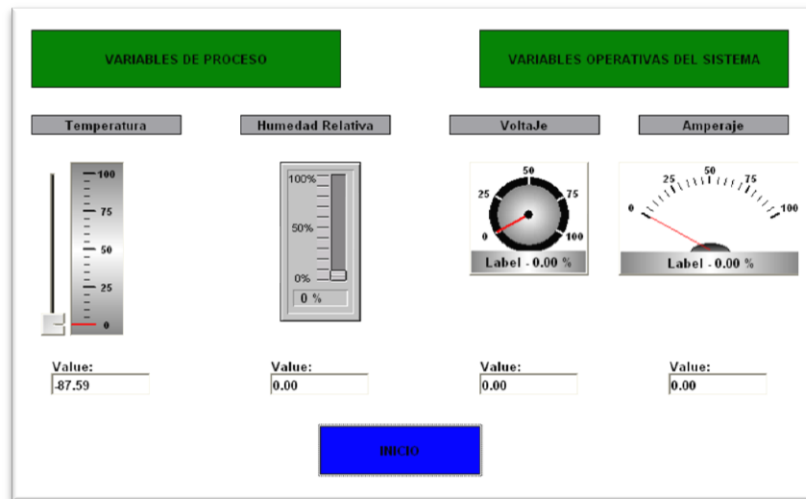 VARIABLES DE PROCESO
VARIABLES OPERATIVAS DEL SISTEMA
Temperatura
Humedad Relativa
VoltaJe
Amperaje
100
75
50
25
0
100%
50%
0%
0 %
0
25
50
75
100
Label - 0.00 %
0
25
50
75
100
Label - 0.00 %
Value:
-87.59
Value:
0.00
Value:
0.00
Value:
0.00
INICIO